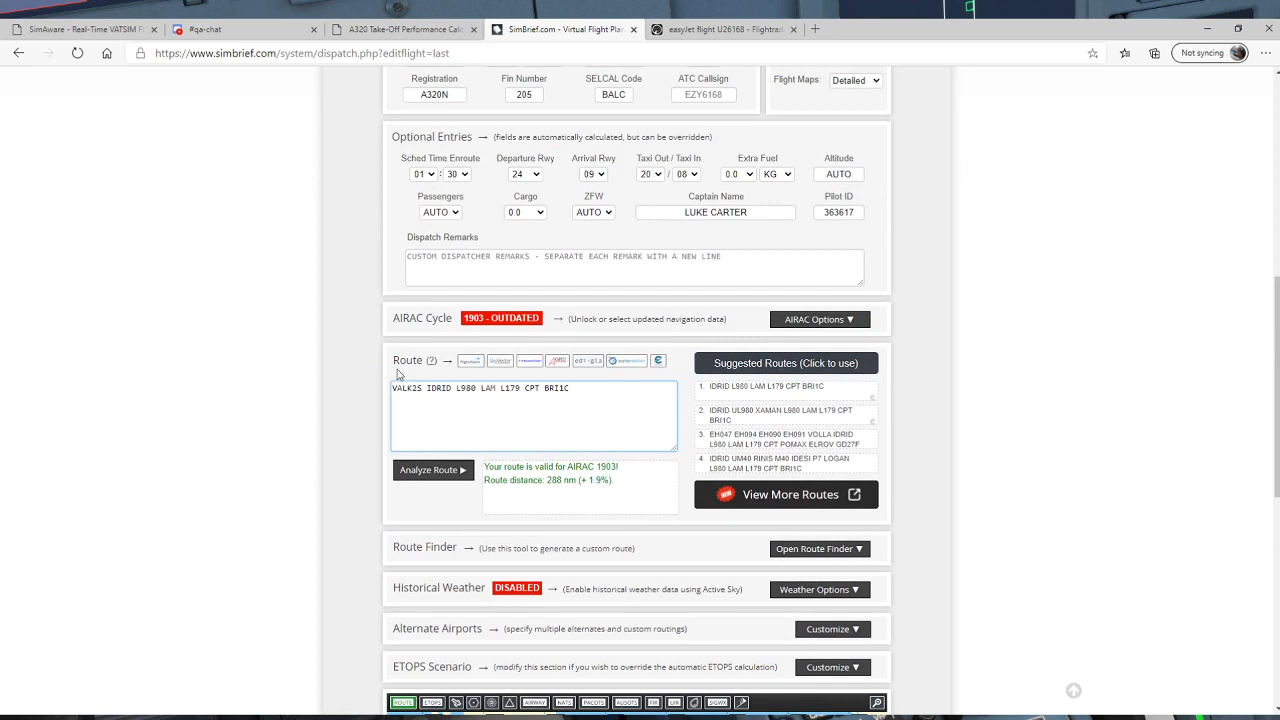 SimAware - Real-Time VATSIM F
#qa-chat
A320 Take-Off Performance Calc
SimBrief.com - Virtual Flight Plan
easyJet flight U26168 - Flightrad
https://www.simbrief.com/system/dispatch.php?editflight=last
Not syncing
Registration
Fin Number
SELCAL Code
ATC Callsign
Flight Maps:
Detailed
A320N
205
BALC
EZY6168
Optional Entries → (fields are automatically calculated, but can be overridden)
Sched Time Enroute
Departure Rwy
Arrival Rwy
Taxi Out / Taxi In
Extra Fuel
Altitude
01 : 30
24
09
20 / 08
0.0
KG
AUTO
Passengers
Cargo
ZFW
Captain Name
Pilot ID
AUTO
0.0
AUTO
LUKE CARTER
363617
Dispatch Remarks
CUSTOM DISPATCHER REMARKS - SEPARATE EACH REMARK WITH A NEW LINE
AIRAC Cycle
1903 - OUTDATED
→ (Unlock or select updated navigation data)
AIRAC Options ▼
Route (?) →
edi-gla
Suggested Routes (Click to use)
VALK2S IDRID L980 LAM L179 CPT BRI1C
1. IDRID L980 LAM L179 CPT BRI1C
2. IDRID UL980 XAMAN L980 LAM L179 CPT
BRI1C
3. EH047 EH094 EH090 EH091 VOLLA IDRID
L980 LAM L179 CPT POMAX ELROV GD27F
4. IDRID UM40 RINIS M40 IDESI P7 LOGAN
L980 LAM L179 CPT BRI1C
Analyze Route ▶
Your route is valid for AIRAC 1903!
Route distance: 288 nm (+ 1.9%).
NEW View More Routes
Route Finder → (Use this tool to generate a custom route)
Open Route Finder ▼
Historical Weather DISABLED → (Enable historical weather data using Active Sky)
Weather Options ▼
Alternate Airports → (specify multiple alternates and custom routings)
Customize ▼
ETOPS Scenario → (modify this section if you wish to override the automatic ETOPS calculation)
Customize ▼
ROUTE
ETOPS
AIRWAY
NATS
PACOTS
AUSOTS
FIR
UIR
SIGWX